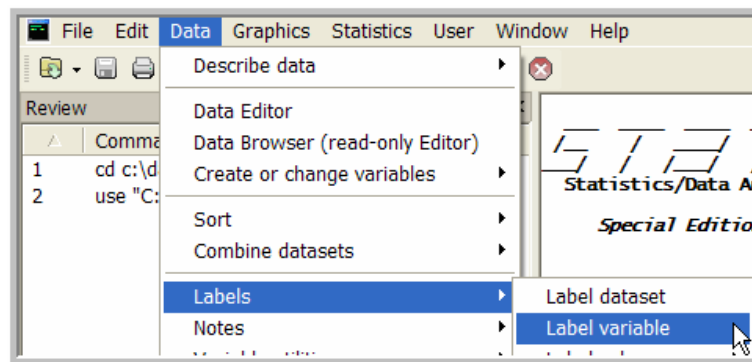 File Edit Data Graphics Statistics User Window Help
Describe data
Review
Data Editor
Comma
Data Browser (read-only Editor)
1 cd c:\d
Create or change variables
2 use "C:
Statistics/Data A
Sort
Special Editio
Combine datasets
Labels
Label dataset
Notes
Label variable